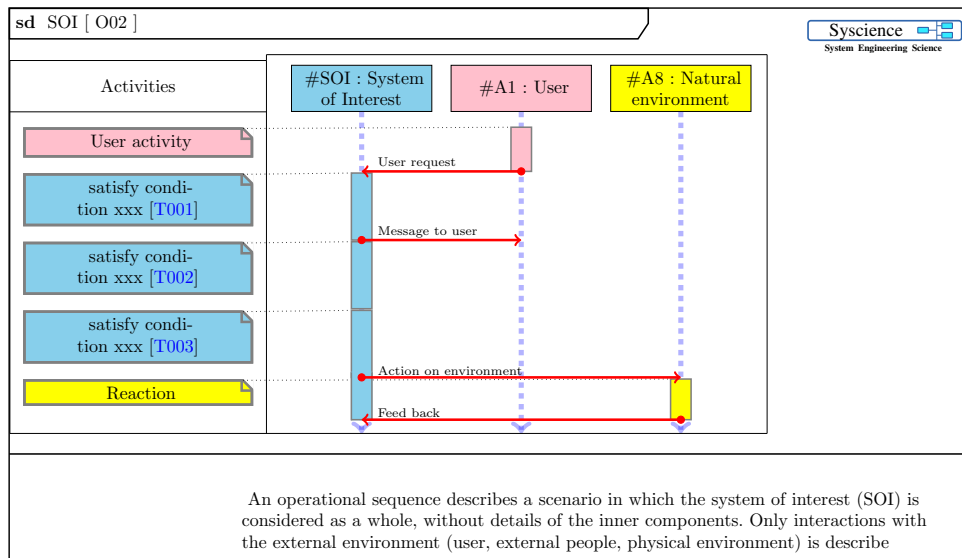 sd SOI [ O02 ]
Syscience
System Engineering Science
Activities
#SOI : System
of Interest
#A1 : User
#A8 : Natural
environment
User activity
User request
satisfy condi-
tion xxx [T001]
Message to user
satisfy condi-
tion xxx [T002]
satisfy condi-
tion xxx [T003]
Action on environment
Reaction
Feed back
An operational sequence describes a scenario in which the system of interest (SOI) is
considered as a whole, without details of the inner components. Only interactions with
the external environment (user, external people, physical environment) is describe